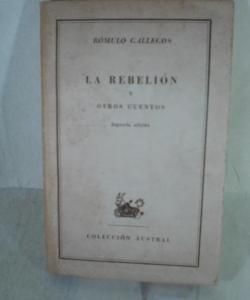 RÓMULO GALLEGOS
LA REBELIÓN
Y
OTROS CUENTOS
Segunda edición
COLECCIÓN AUSTRAL